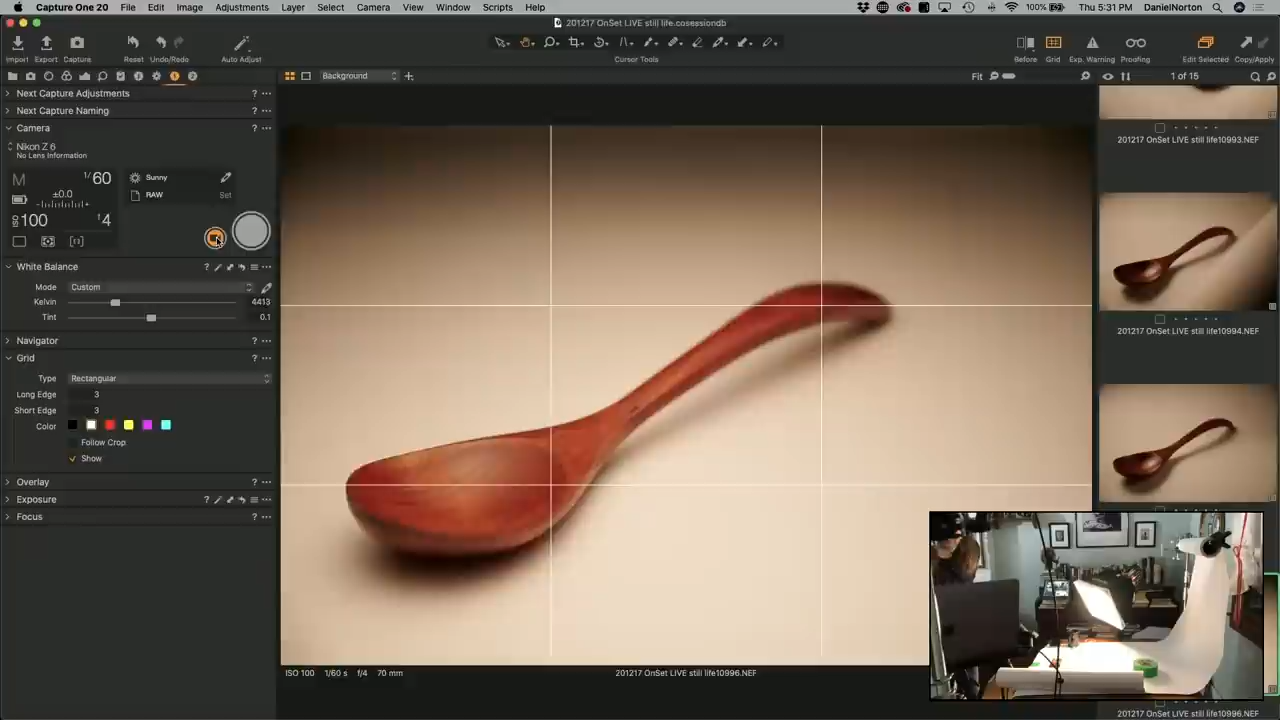 Capture One 20 File Edit Image Adjustments Layer Select Camera View Window Scripts Help 100% Thu 5:31 PM DanielNorton
201217 OnSet LIVE still life.cosessiondb
Import Export Capture Reset Undo/Redo Auto Adjust Cursor Tools Before Grid Exp. Warning Proofing Edit Selected Copy/Apply
Background Fit 1 of 15
Next Capture Adjustments
Next Capture Naming
Camera
Nikon Z 6
No Lens Information
M 1/60
±0.0
ISO 100 f4
Sunny
RAW Set
White Balance
Mode Custom
Kelvin 4413
Tint 0.1
Navigator
Grid
Type Rectangular
Long Edge 3
Short Edge 3
Color
Follow Crop
Show
Overlay
Exposure
Focus
ISO 100 1/60 s f/4 70 mm
201217 OnSet LIVE still life10996.NEF
201217 OnSet LIVE still life10993.NEF
201217 OnSet LIVE still life10994.NEF
201217 OnSet LIVE still life10996.NEF